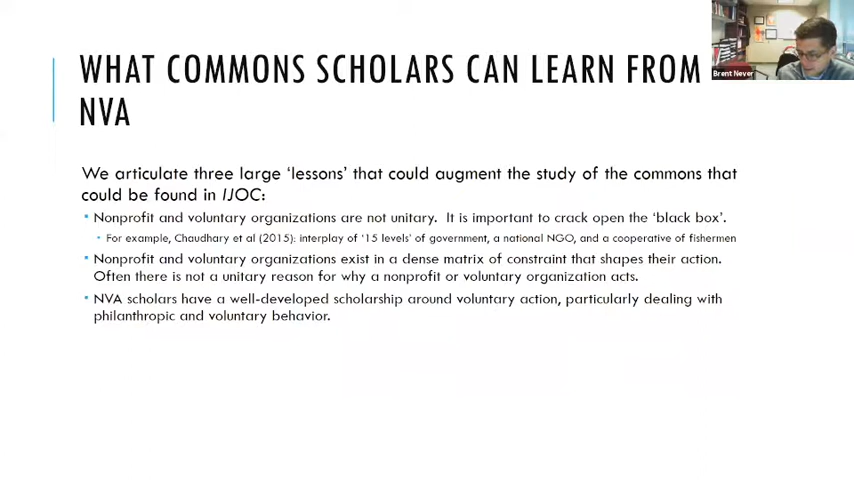 WHAT COMMONS SCHOLARS CAN LEARN FROM
NVA
Brent Never
We articulate three large ‘lessons’ that could augment the study of the commons that
could be found in IJOC:
• Nonprofit and voluntary organizations are not unitary. It is important to crack open the ‘black box’.
• For example, Chaudhary et al (2015): interplay of ‘15 levels’ of government, a national NGO, and a cooperative of fishermen
• Nonprofit and voluntary organizations exist in a dense matrix of constraint that shapes their action.
Often there is not a unitary reason for why a nonprofit or voluntary organization acts.
• NVA scholars have a well-developed scholarship around voluntary action, particularly dealing with
philanthropic and voluntary behavior.